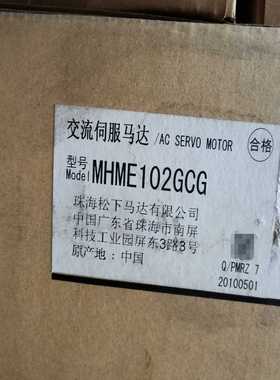 交流伺服马达 /AC SERVO MOTOR
合格
型号
Model MHME102GCG
珠海松下马达有限公司
中国广东省珠海市南屏
科技工业园屏东3路3号
原产地: 中国
Q/PMRZ 7
20100501